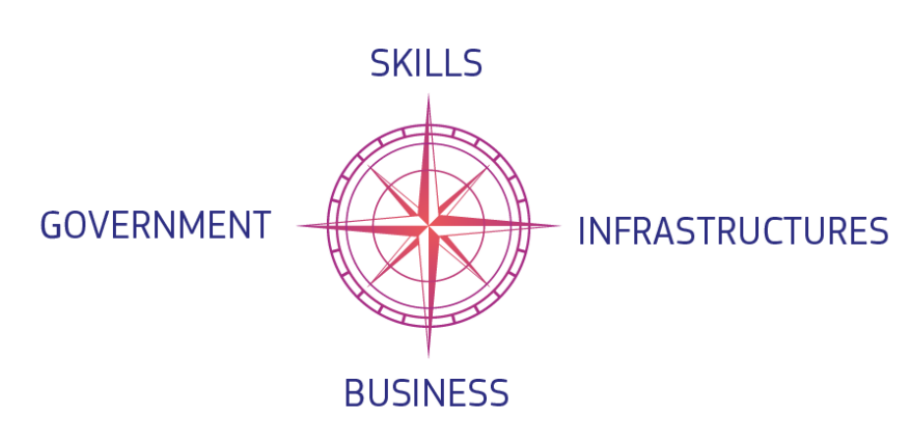 SKILLS
GOVERNMENT
INFRASTRUCTURES
BUSINESS